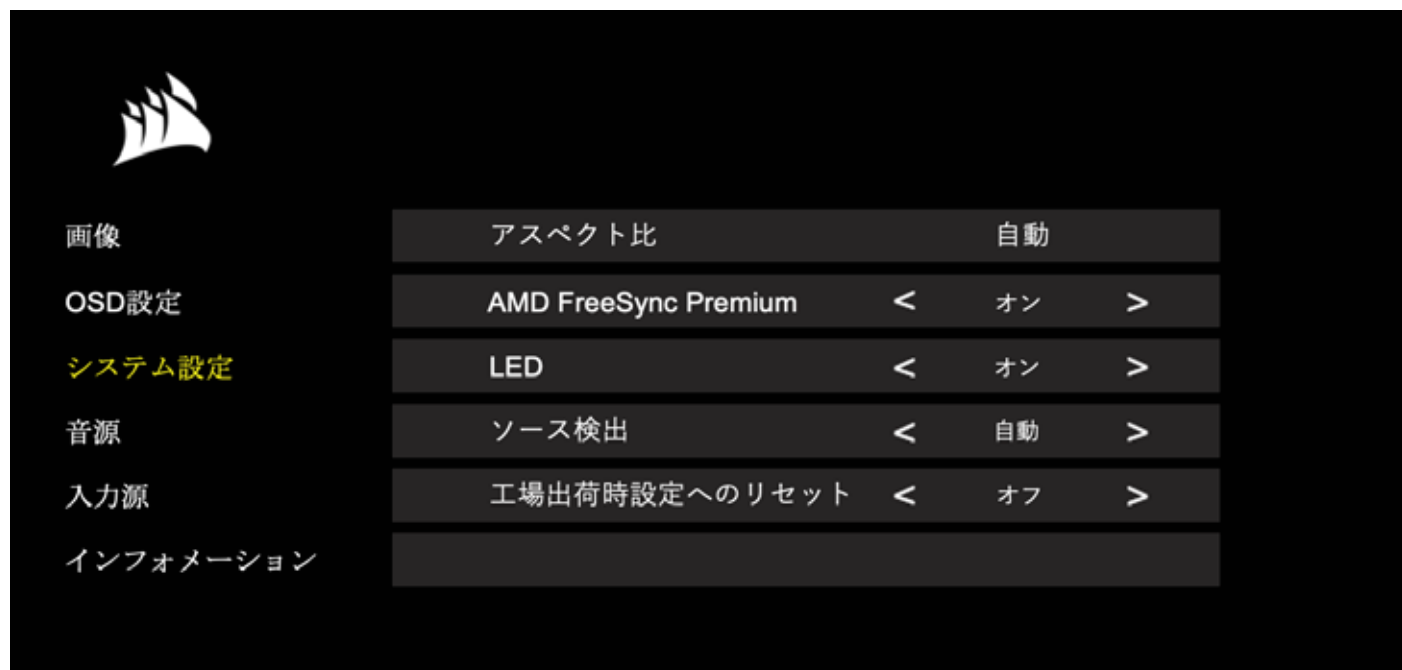 画像 アスペクト比 自動
OSD設定 AMD FreeSync Premium < オン >
システム設定 LED < オン >
音源 ソース検出 < 自動 >
入力源 工場出荷時設定へのリセット < オフ >
インフォメーション